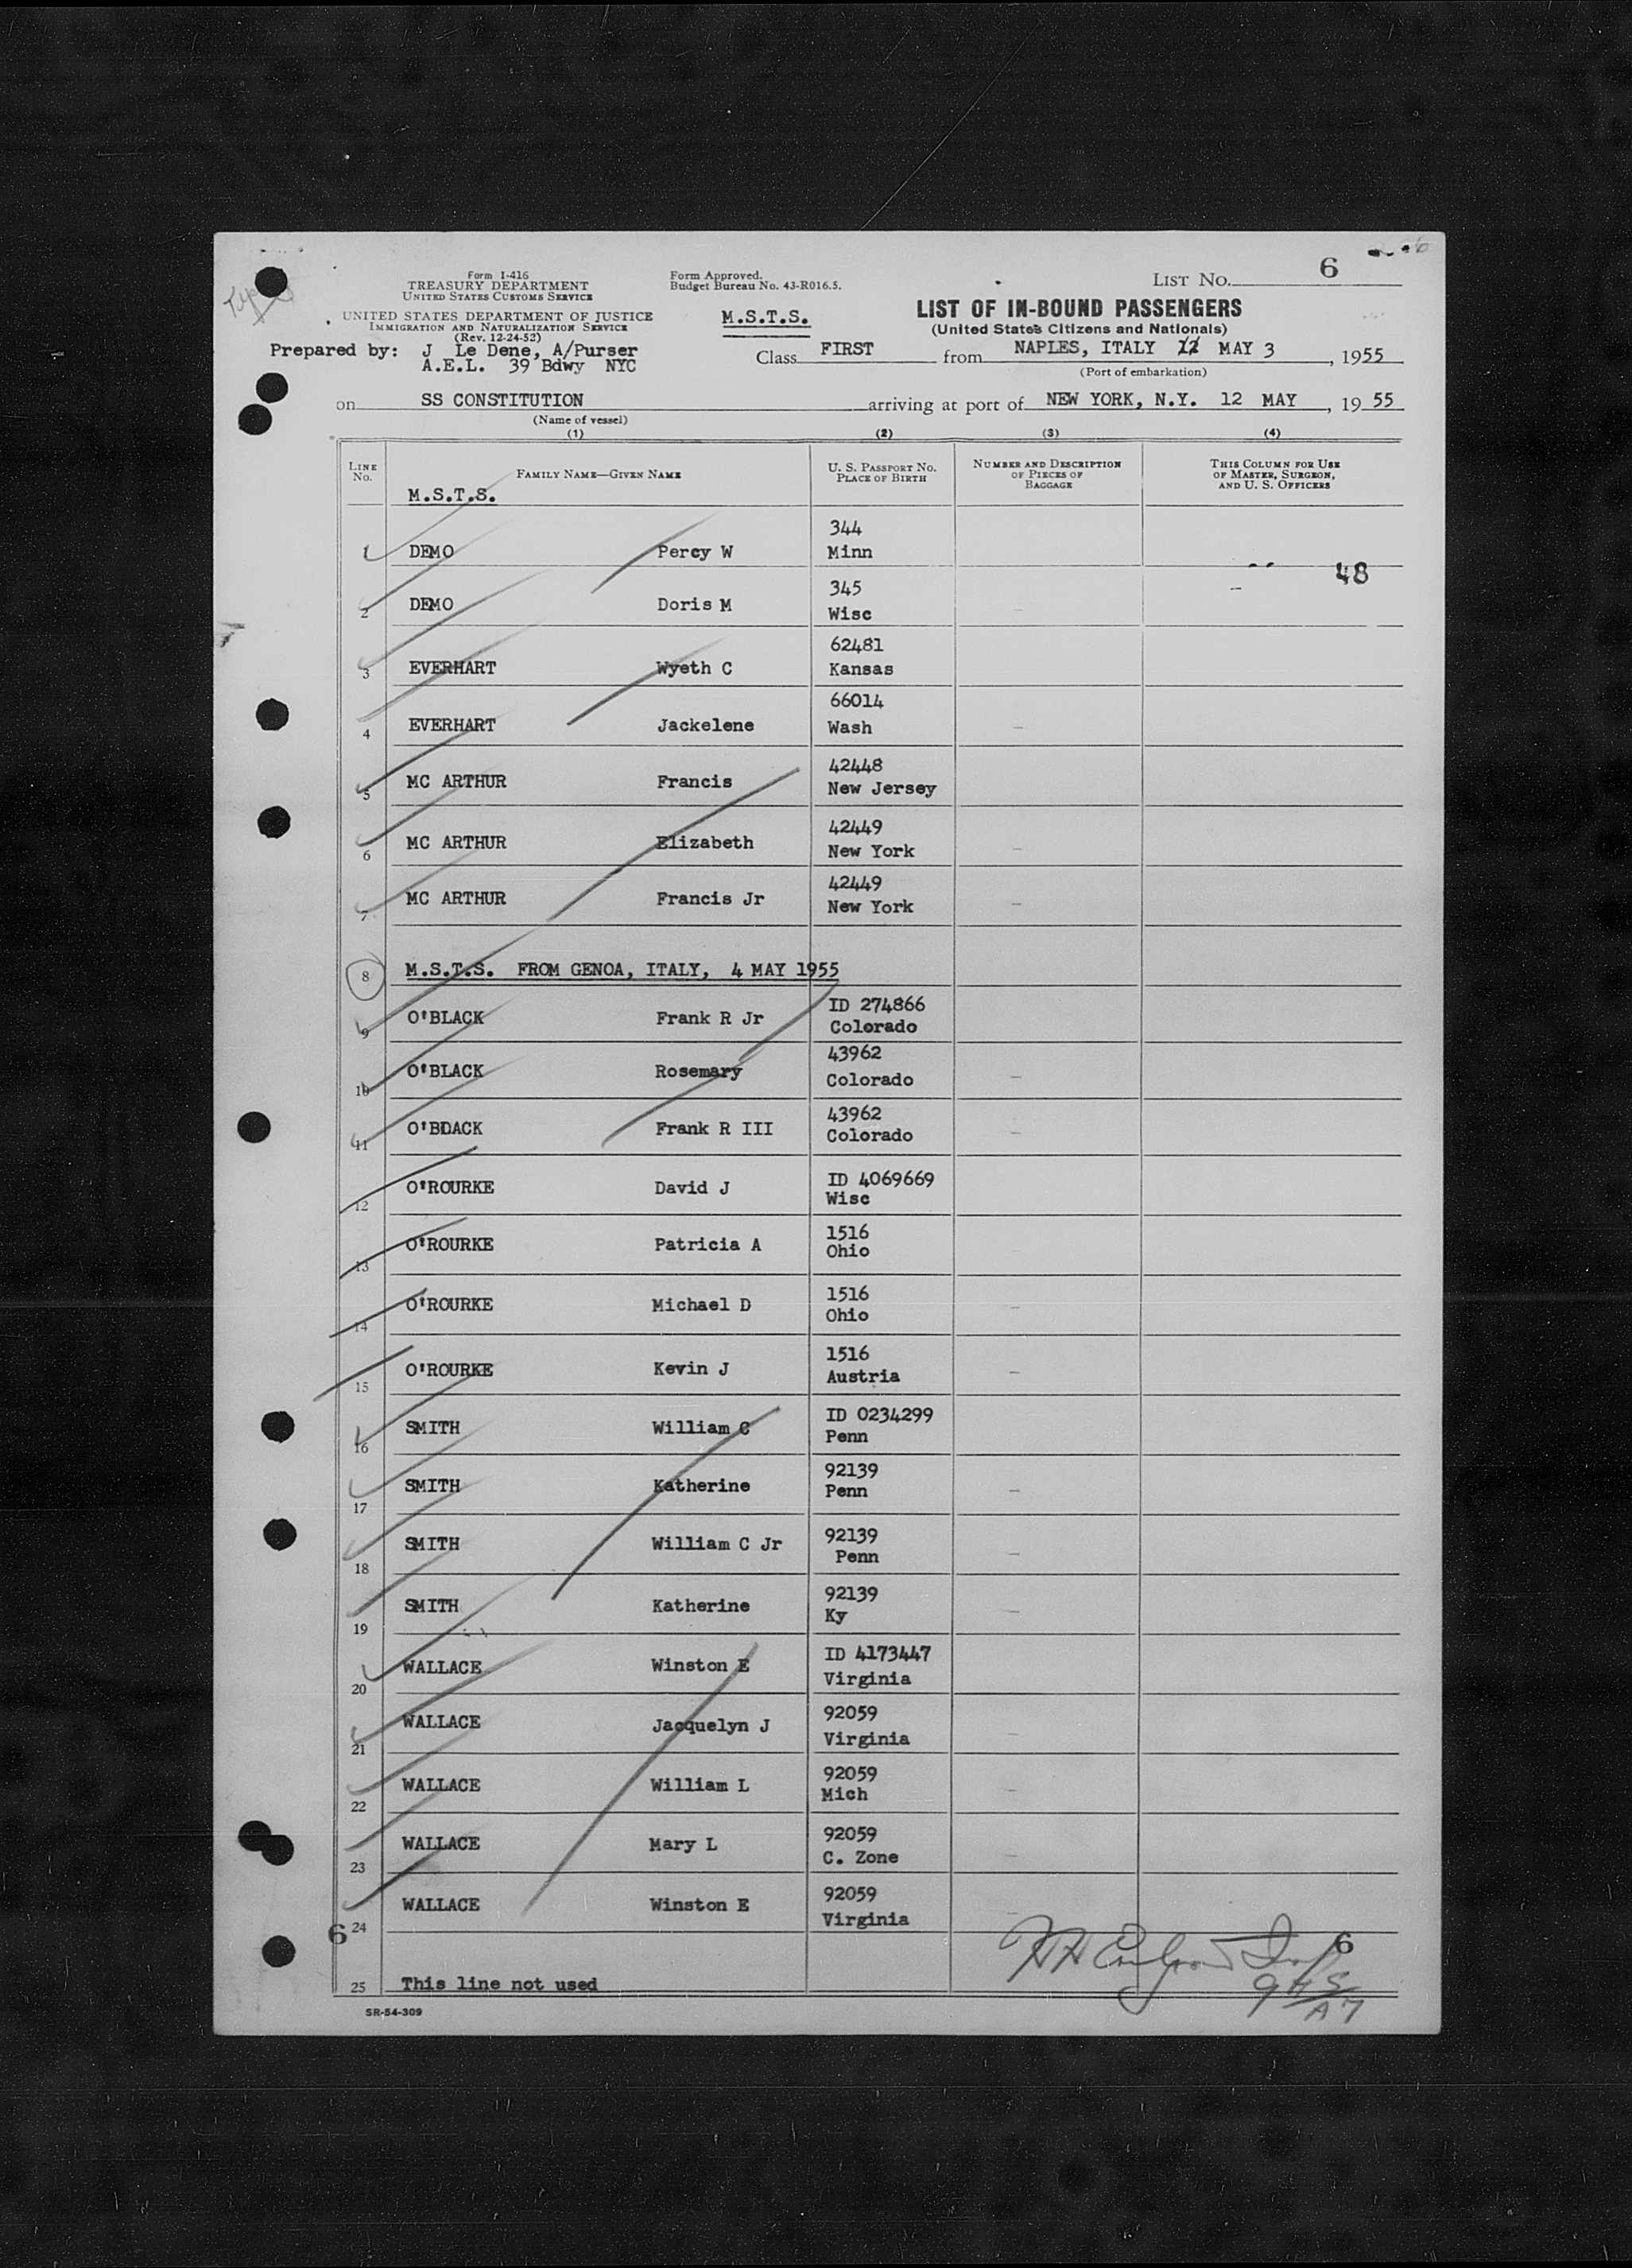 6
Form I-416
TREASURY DEPARTMENT
UNITED STATES CUSTOMS SERVICE
UNITED STATES DEPARTMENT OF JUSTICE
IMMIGRATION AND NATURALIZATION SERVICE
(Rev. 12-24-52)
Prepared by: J Le Dene, A/Purser
A.E.L. 39 Bdwy NYC
Form Approved.
Budget Bureau No. 43-R016.5.
M.S.T.S.
LIST NO. 6
LIST OF IN-BOUND PASSENGERS
(United States Citizens and Nationals)
Class FIRST from NAPLES, ITALY MAY 3, 1955
(Port of embarkation)
on SS CONSTITUTION arriving at port of NEW YORK, N.Y. 12 MAY, 19 55
(Name of vessel)
(1) (2) (3) (4)
LINE NO. FAMILY NAME—GIVEN NAME U. S. PASSPORT NO. PLACE OF BIRTH NUMBER AND DESCRIPTION OF PIECES OF BAGGAGE THIS COLUMN FOR USE OF MASTER, SURGEON, AND U. S. OFFICERS
M.S.T.S.
1 DEMO Percy W 344 Minn
48
2 DEMO Doris M 345 Wisc
3 EVERHART Wyeth C 62481 Kansas
4 EVERHART Jackelene 66014 Wash
5 MC ARTHUR Francis 42448 New Jersey
6 MC ARTHUR Elizabeth 42449 New York
7 MC ARTHUR Francis Jr 42449 New York
8 M.S.T.S. FROM GENOA, ITALY, 4 MAY 1955
9 O'BLACK Frank R Jr ID 274866 Colorado
10 O'BLACK Rosemary 43962 Colorado
11 O'BDACK Frank R III 43962 Colorado
12 O'ROURKE David J ID 4069669 Wisc
13 O'ROURKE Patricia A 1516 Ohio
14 O'ROURKE Michael D 1516 Ohio
15 O'ROURKE Kevin J 1516 Austria
16 SMITH William C ID 0234299 Penn
17 SMITH Katherine 92139 Penn
18 SMITH William C Jr 92139 Penn
19 SMITH Katherine 92139 Ky
20 WALLACE Winston E ID 4173447 Virginia
21 WALLACE Jacquelyn J 92059 Virginia
22 WALLACE William L 92059 Mich
23 WALLACE Mary L 92059 C. Zone
24 WALLACE Winston E 92059 Virginia
6 6
25 This line not used
SR-54-309